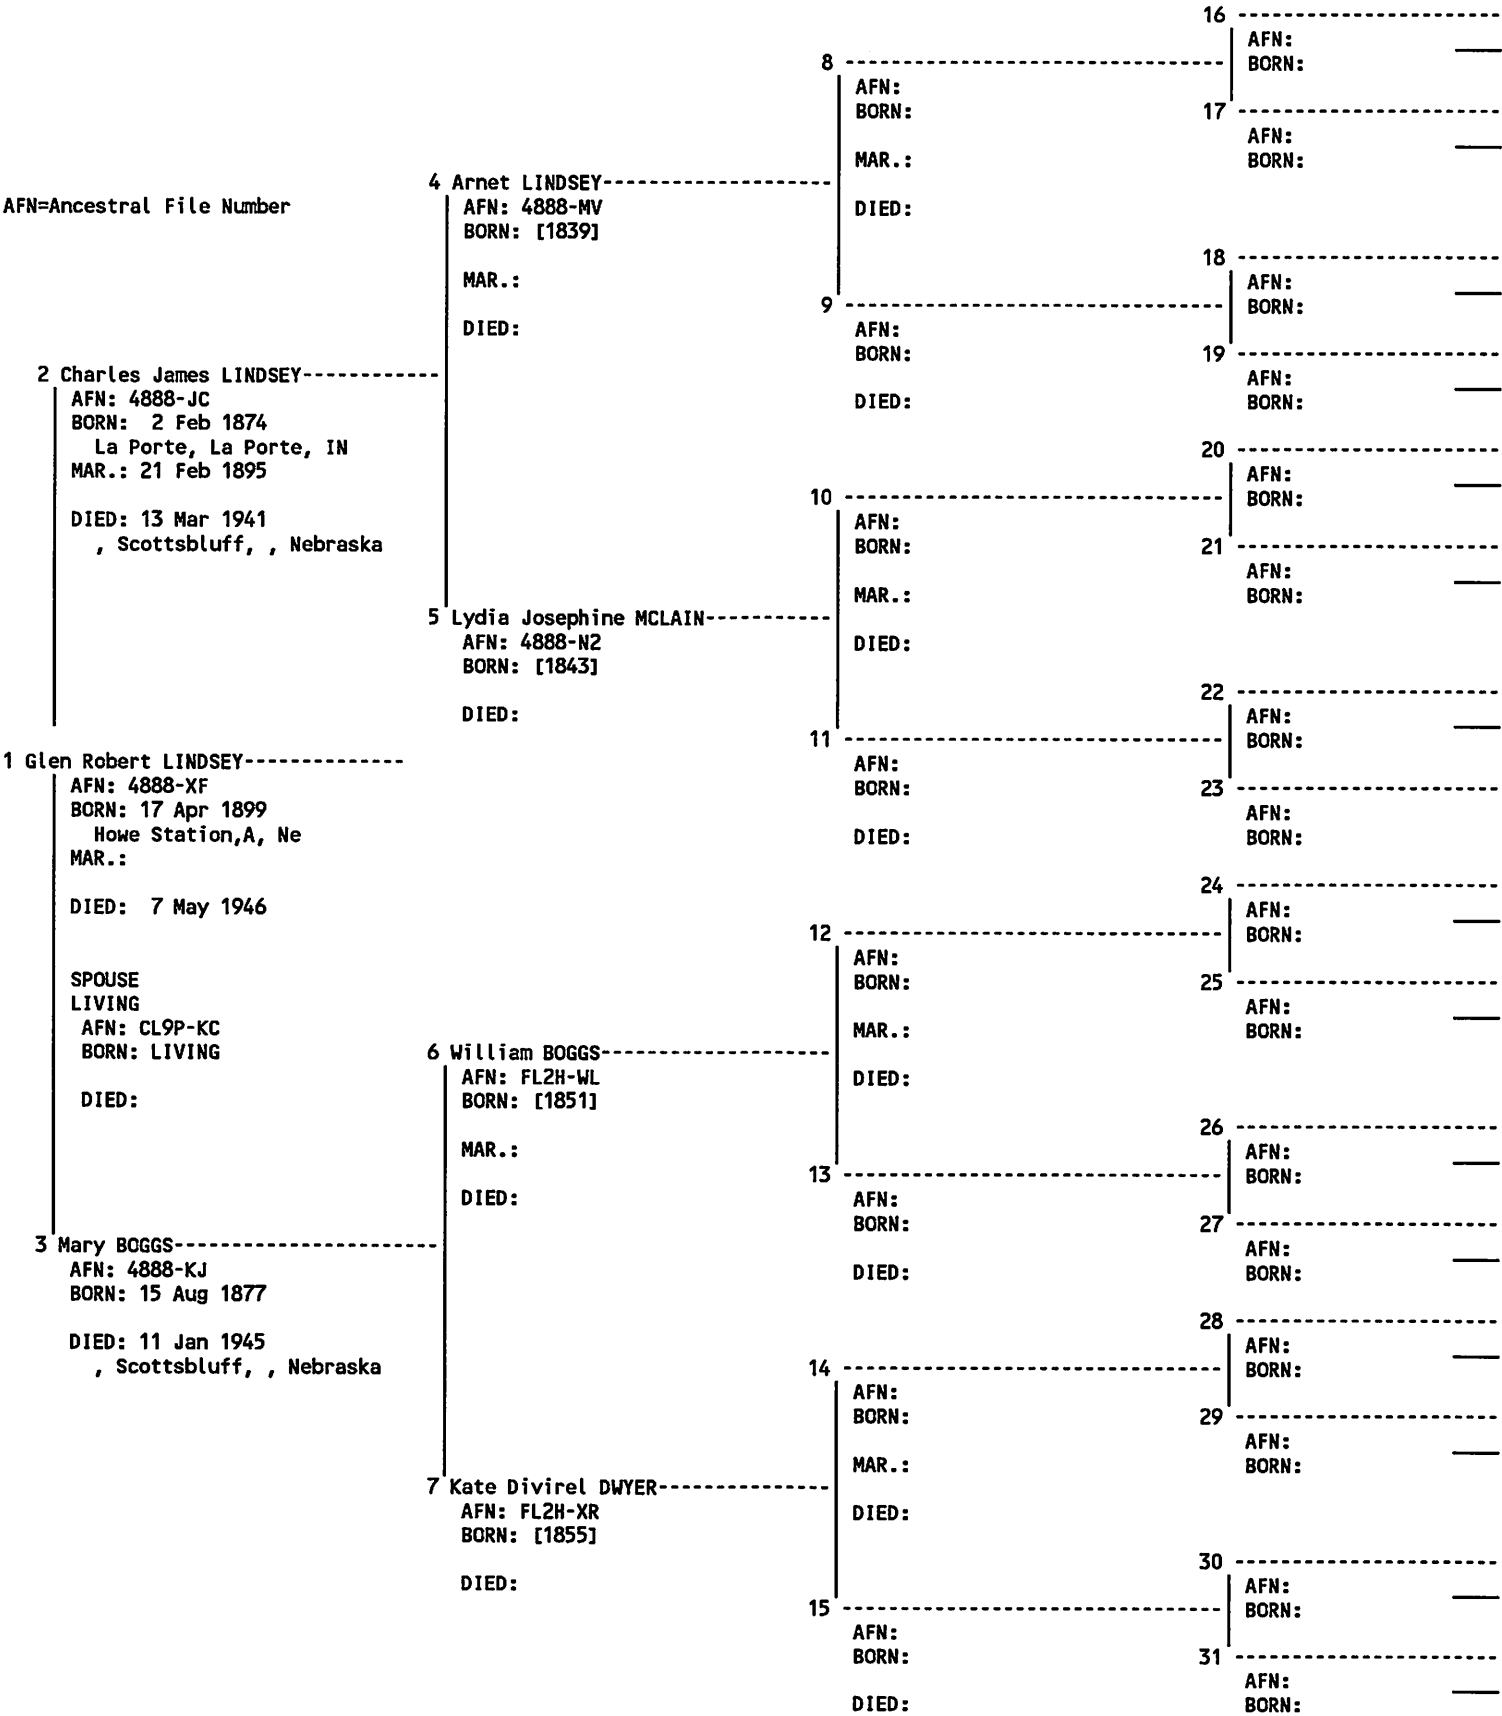 16 ---------------------
AFN:
BORN:
8 ------------------------------
AFN:
BORN:
17 ---------------------
AFN:
BORN:
MAR.:
4 Arnet LINDSEY-------------------
DIED:
AFN=Ancestral File Number
AFN: 4888-MV
BORN: [1839]
18 ---------------------
AFN:
BORN:
MAR.:
9 ------------------------------
DIED:
AFN:
BORN:
19 ---------------------
AFN:
BORN:
2 Charles James LINDSEY------------
DIED:
AFN: 4888-JC
BORN: 2 Feb 1874
La Porte, La Porte, IN
MAR.: 21 Feb 1895
20 ---------------------
AFN:
BORN:
10 ------------------------------
DIED: 13 Mar 1941
, Scottsbluff, , Nebraska
AFN:
BORN:
21 ---------------------
AFN:
BORN:
MAR.:
5 Lydia Josephine MCLAIN-----------
DIED:
AFN: 4888-N2
BORN: [1843]
22 ---------------------
DIED:
AFN:
BORN:
11 ------------------------------
1 Glen Robert LINDSEY--------------
AFN: 4888-XF
BORN: 17 Apr 1899
Howe Station,A, Ne
MAR.:
AFN:
BORN:
23 ---------------------
AFN:
BORN:
DIED:
24 ---------------------
DIED: 7 May 1946
AFN:
BORN:
12 ------------------------------
SPOUSE
LIVING
AFN: CL9P-KC
BORN: LIVING
AFN:
BORN:
25 ---------------------
AFN:
BORN:
MAR.:
6 William BOGGS--------------------
DIED:
DIED:
AFN: FL2H-WL
BORN: [1851]
26 ---------------------
AFN:
BORN:
MAR.:
13 ------------------------------
DIED:
AFN:
BORN:
27 ---------------------
AFN:
BORN:
3 Mary BOGGS-----------------------
DIED:
AFN: 4888-KJ
BORN: 15 Aug 1877
28 ---------------------
AFN:
BORN:
DIED: 11 Jan 1945
, Scottsbluff, , Nebraska
14 ------------------------------
AFN:
BORN:
29 ---------------------
AFN:
BORN:
MAR.:
7 Kate Divirel DWYER---------------
DIED:
AFN: FL2H-XR
BORN: [1855]
30 ---------------------
DIED:
AFN:
BORN:
15 ------------------------------
AFN:
BORN:
31 ---------------------
AFN:
BORN:
DIED: